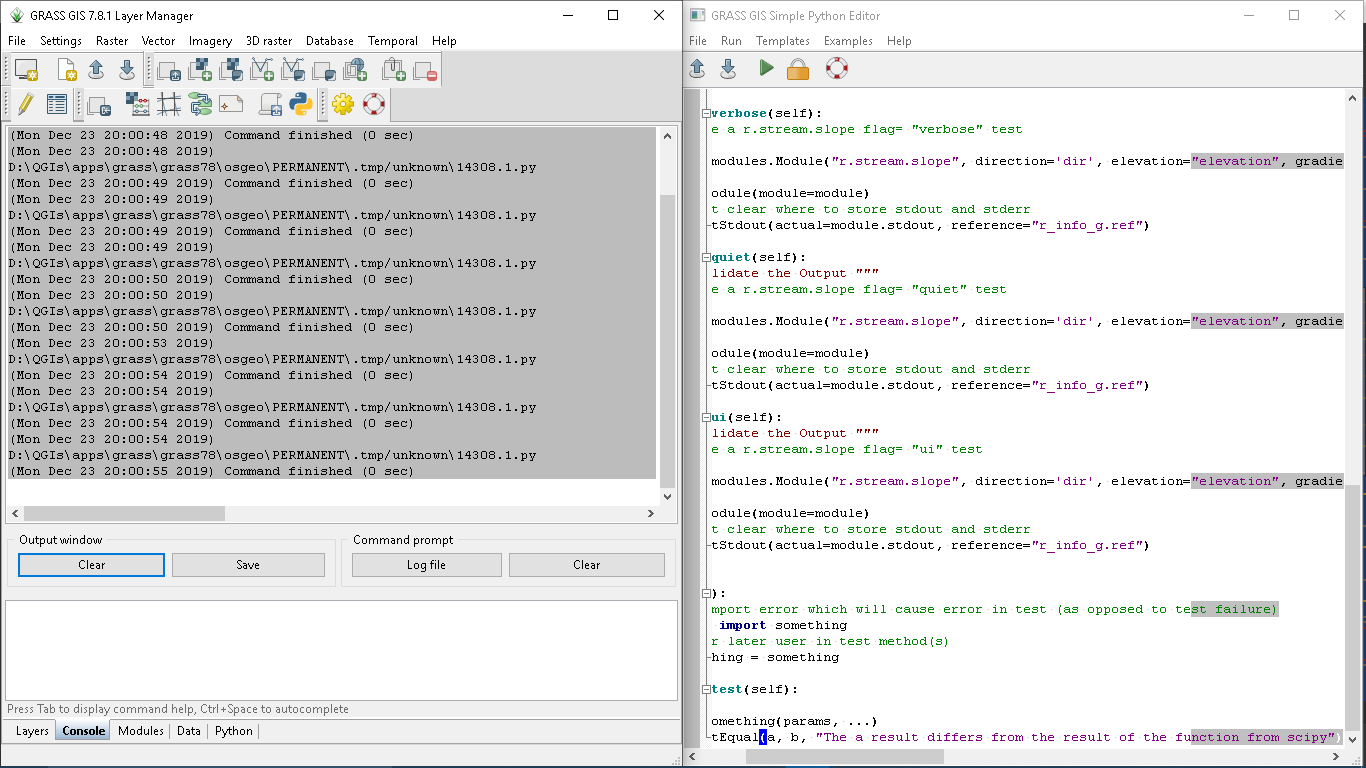 GRASS GIS 7.8.1 Layer Manager
File Settings Raster Vector Imagery 3D raster Database Temporal Help
(Mon Dec 23 20:00:48 2019) Command finished (0 sec)
(Mon Dec 23 20:00:48 2019)
D:\QGIs\apps\grass\grass78\osgeo\PERMANENT\.tmp/unknown\14308.1.py
(Mon Dec 23 20:00:49 2019) Command finished (0 sec)
(Mon Dec 23 20:00:49 2019)
D:\QGIs\apps\grass\grass78\osgeo\PERMANENT\.tmp/unknown\14308.1.py
(Mon Dec 23 20:00:49 2019) Command finished (0 sec)
(Mon Dec 23 20:00:49 2019)
D:\QGIs\apps\grass\grass78\osgeo\PERMANENT\.tmp/unknown\14308.1.py
(Mon Dec 23 20:00:50 2019) Command finished (0 sec)
(Mon Dec 23 20:00:50 2019)
D:\QGIs\apps\grass\grass78\osgeo\PERMANENT\.tmp/unknown\14308.1.py
(Mon Dec 23 20:00:50 2019) Command finished (0 sec)
(Mon Dec 23 20:00:53 2019)
D:\QGIs\apps\grass\grass78\osgeo\PERMANENT\.tmp/unknown\14308.1.py
(Mon Dec 23 20:00:54 2019) Command finished (0 sec)
(Mon Dec 23 20:00:54 2019)
D:\QGIs\apps\grass\grass78\osgeo\PERMANENT\.tmp/unknown\14308.1.py
(Mon Dec 23 20:00:54 2019) Command finished (0 sec)
(Mon Dec 23 20:00:54 2019)
D:\QGIs\apps\grass\grass78\osgeo\PERMANENT\.tmp/unknown\14308.1.py
(Mon Dec 23 20:00:55 2019) Command finished (0 sec)
Output window
Clear Save
Command prompt
Log file Clear
Press Tab to display command help, Ctrl+Space to autocomplete
Layers Console Modules Data Python
GRASS GIS Simple Python Editor
File Run Templates Examples Help
verbose(self):
e a r.stream.slope flag= "verbose" test
modules.Module("r.stream.slope", direction='dir', elevation="elevation", gradie
odule(module=module)
t clear where to store stdout and stderr
tStdout(actual=module.stdout, reference="r_info_g.ref")
quiet(self):
lidate the Output """
e a r.stream.slope flag= "quiet" test
modules.Module("r.stream.slope", direction='dir', elevation="elevation", gradie
odule(module=module)
t clear where to store stdout and stderr
tStdout(actual=module.stdout, reference="r_info_g.ref")
ui(self):
lidate the Output """
e a r.stream.slope flag= "ui" test
modules.Module("r.stream.slope", direction='dir', elevation="elevation", gradie
odule(module=module)
t clear where to store stdout and stderr
tStdout(actual=module.stdout, reference="r_info_g.ref")
):
mport error which will cause error in test (as opposed to test failure)
import something
r later user in test method(s)
hing = something
test(self):
omething(params, ...)
tEqual(a, b, "The a result differs from the result of the function from scipy")